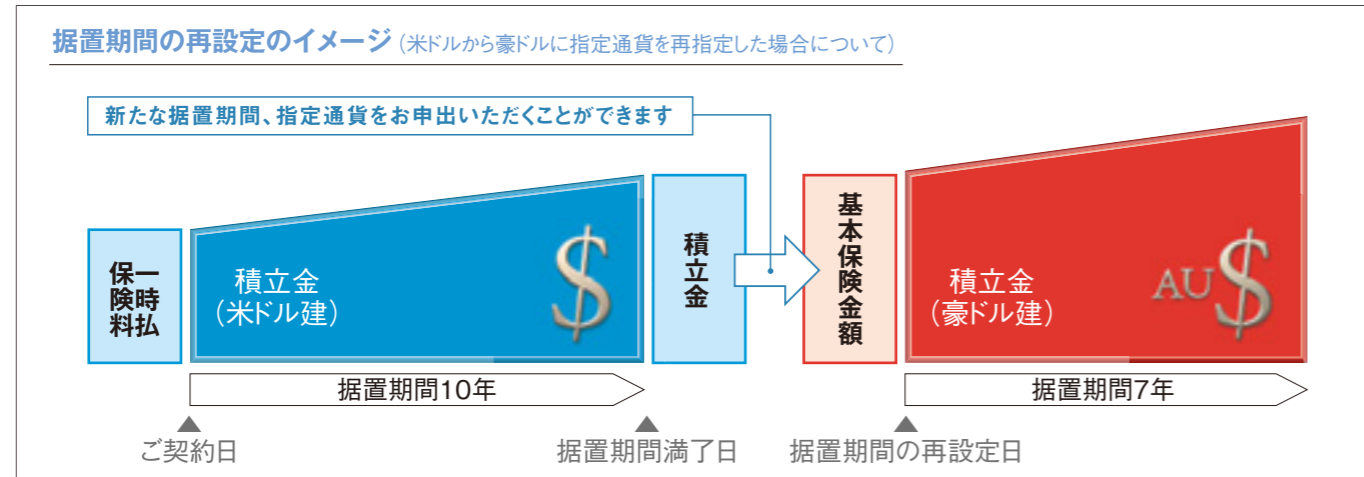 据置期間の再設定のイメージ(米ドルから豪ドルに指定通貨を再指定した場合について)
新たな据置期間、指定通貨をお申出いただくことができます
一時払
保険料
積立金
(米ドル建)
$
積立金
基本保険金額
積立金
(豪ドル建)
AU$
据置期間10年
据置期間7年
ご契約日
据置期間満了日
据置期間の再設定日